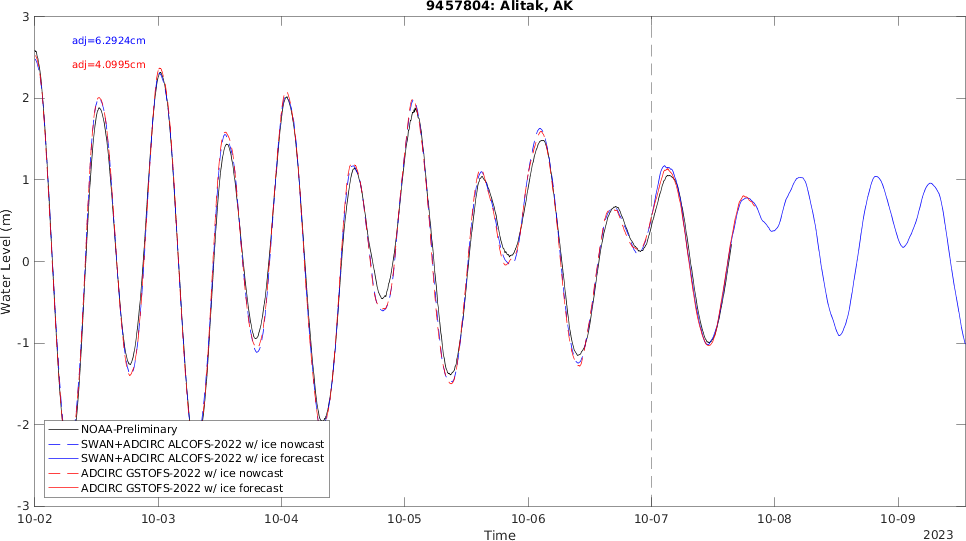 9457804: Alitak, AK
3
adj=6.2924cm
adj=4.0995cm
2
1
0
-1
-2
-3
Water Level (m)
NOAA-Preliminary
SWAN+ADCIRC ALCOFS-2022 w/ ice nowcast
SWAN+ADCIRC ALCOFS-2022 w/ ice forecast
ADCIRC GSTOFS-2022 w/ ice nowcast
ADCIRC GSTOFS-2022 w/ ice forecast
10-02 10-03 10-04 10-05 10-06 10-07 10-08 10-09
Time
2023